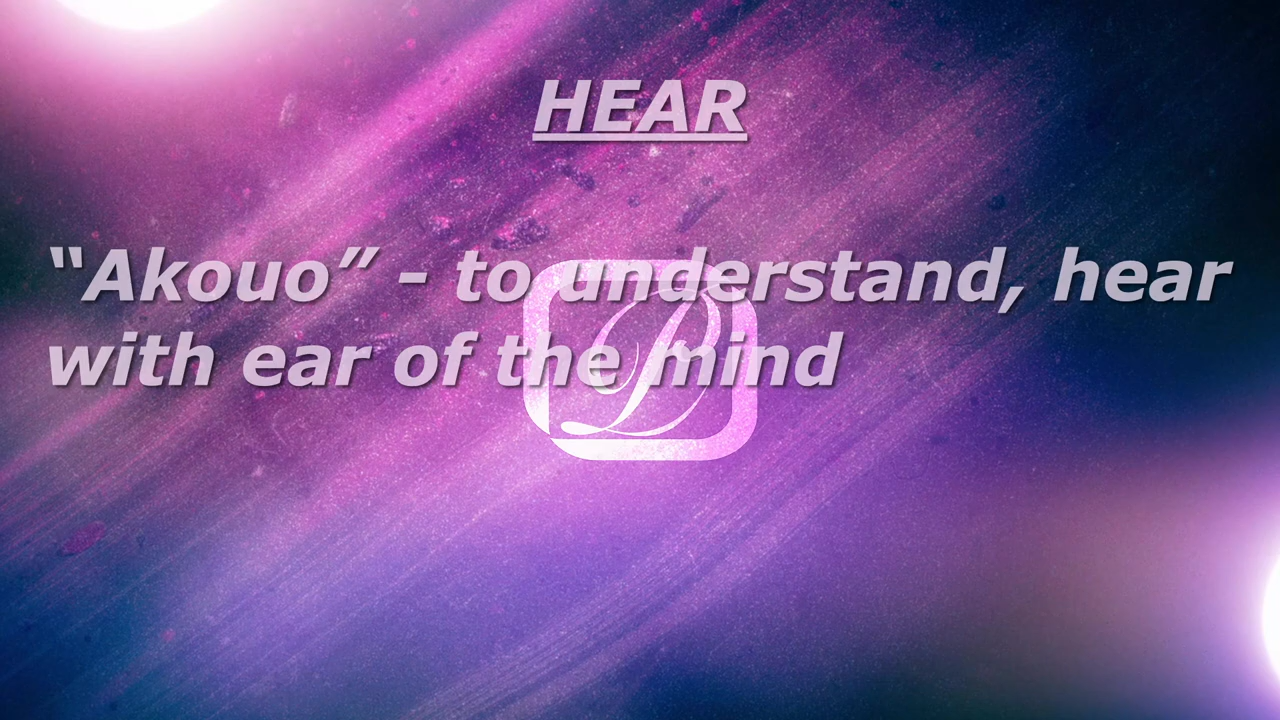 HEAR
“Akouo” - to understand, hear
with ear of the mind